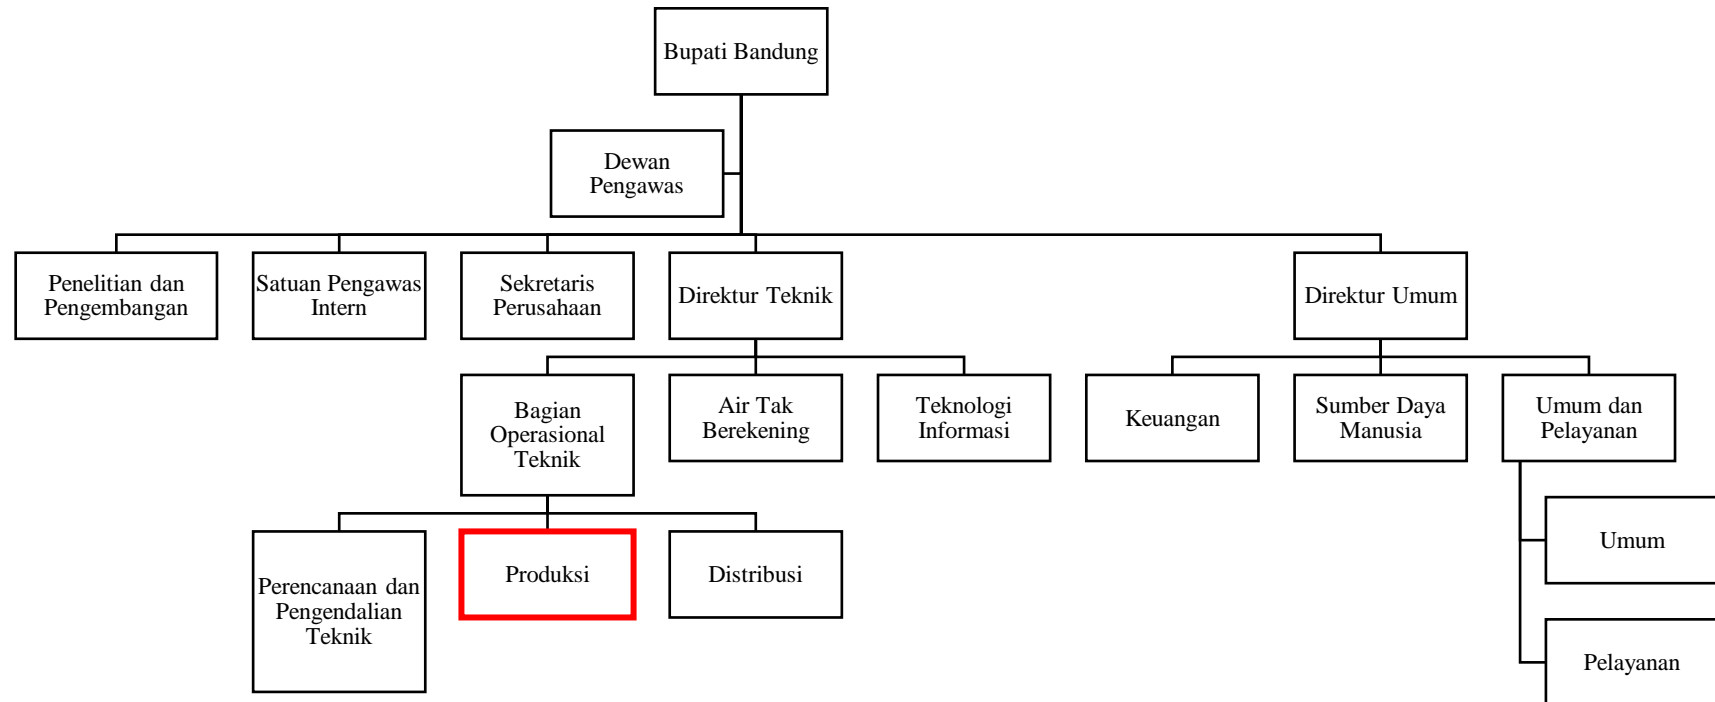 Bupati Bandung
Dewan
Pengawas
Penelitian dan
Pengembangan
Satuan Pengawas
Intern
Sekretaris
Perusahaan
Direktur Teknik
Direktur Umum
Bagian
Operasional
Teknik
Air Tak
Berekening
Teknologi
Informasi
Keuangan
Sumber Daya
Manusia
Umum dan
Pelayanan
Perencanaan dan
Pengendalian
Teknik
Produksi
Distribusi
Umum
Pelayanan